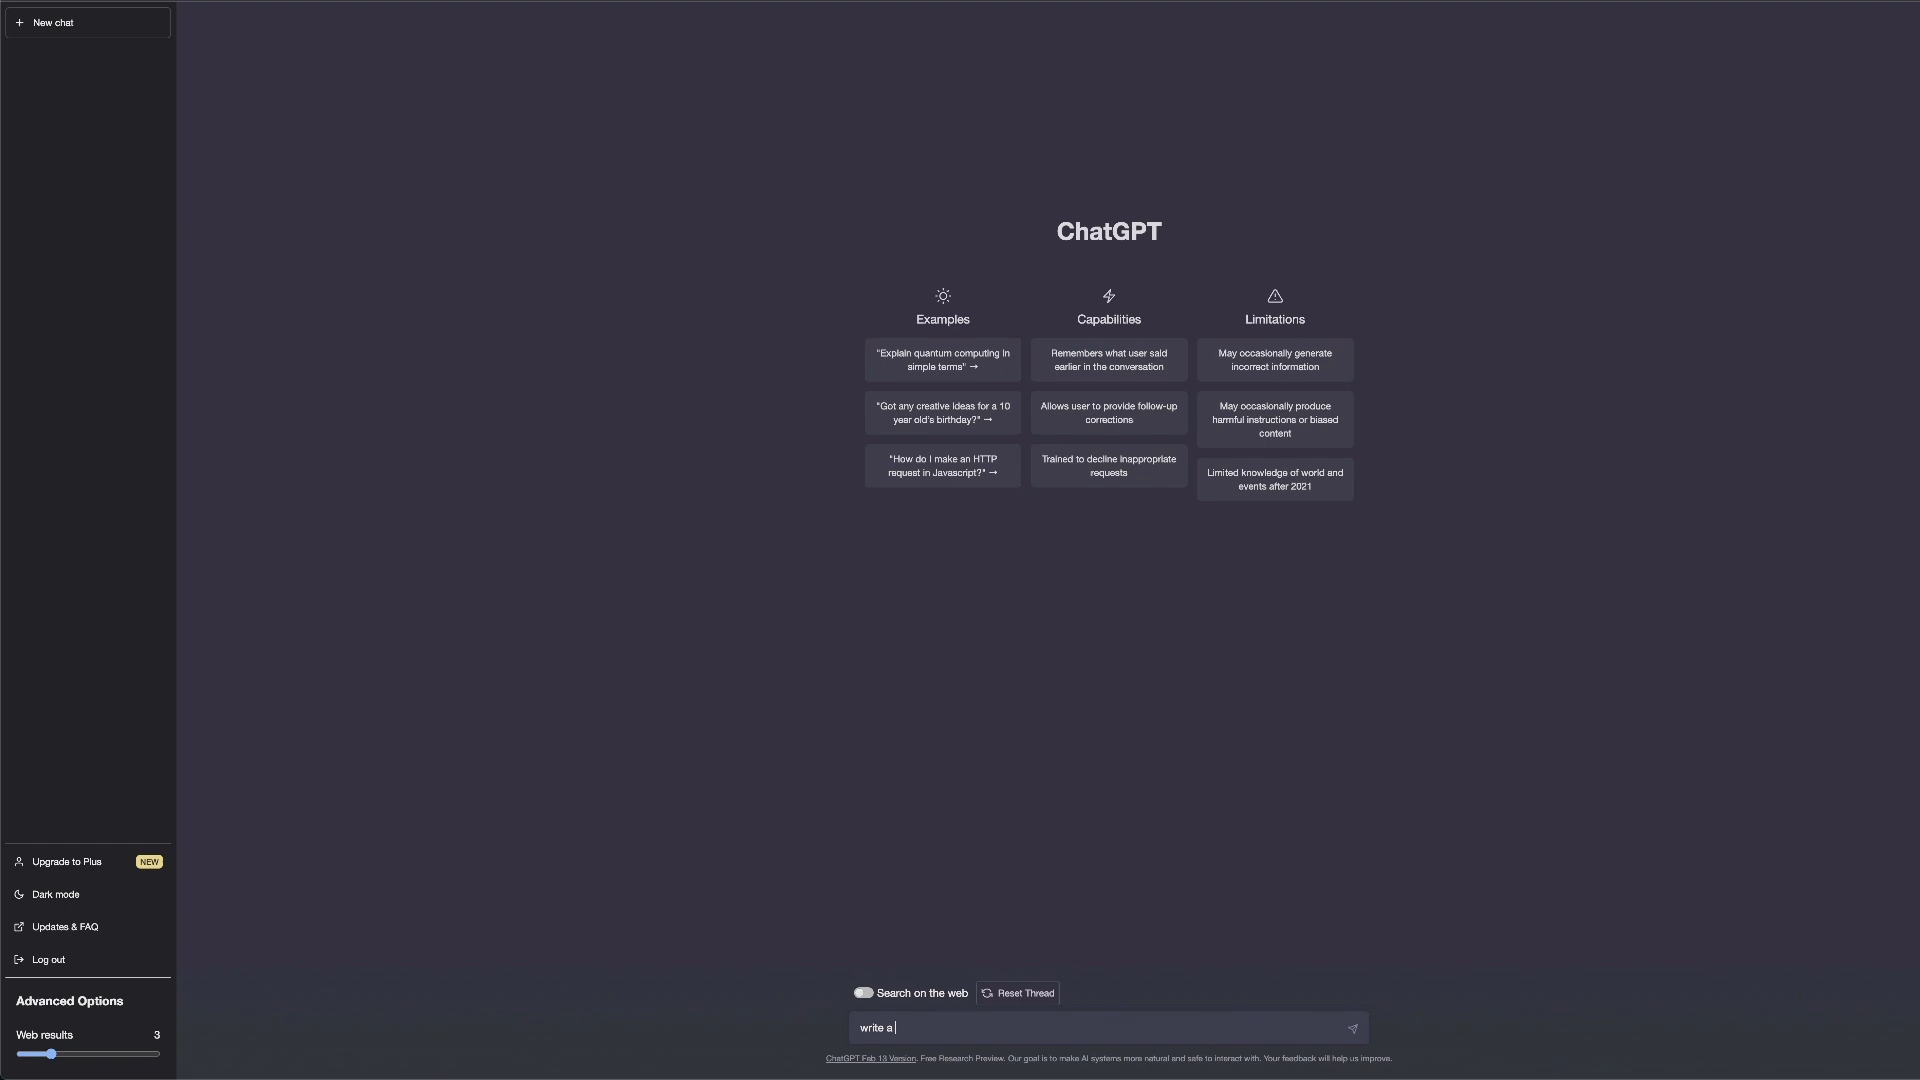 New chat
ChatGPT
Examples
"Explain quantum computing in
simple terms" →
"Got any creative ideas for a 10
year old's birthday?" →
"How do I make an HTTP
request in Javascript?" →
Capabilities
Remembers what user said
earlier in the conversation
Allows user to provide follow-up
corrections
Trained to decline inappropriate
requests
Limitations
May occasionally generate
incorrect information
May occasionally produce
harmful instructions or biased
content
Limited knowledge of world and
events after 2021
Upgrade to Plus NEW
Dark mode
Updates & FAQ
Log out
Advanced Options
Web results 3
Search on the web Reset Thread
write a
ChatGPT Feb 13 Version. Free Research Preview. Our goal is to make AI systems more natural and safe to interact with. Your feedback will help us improve.